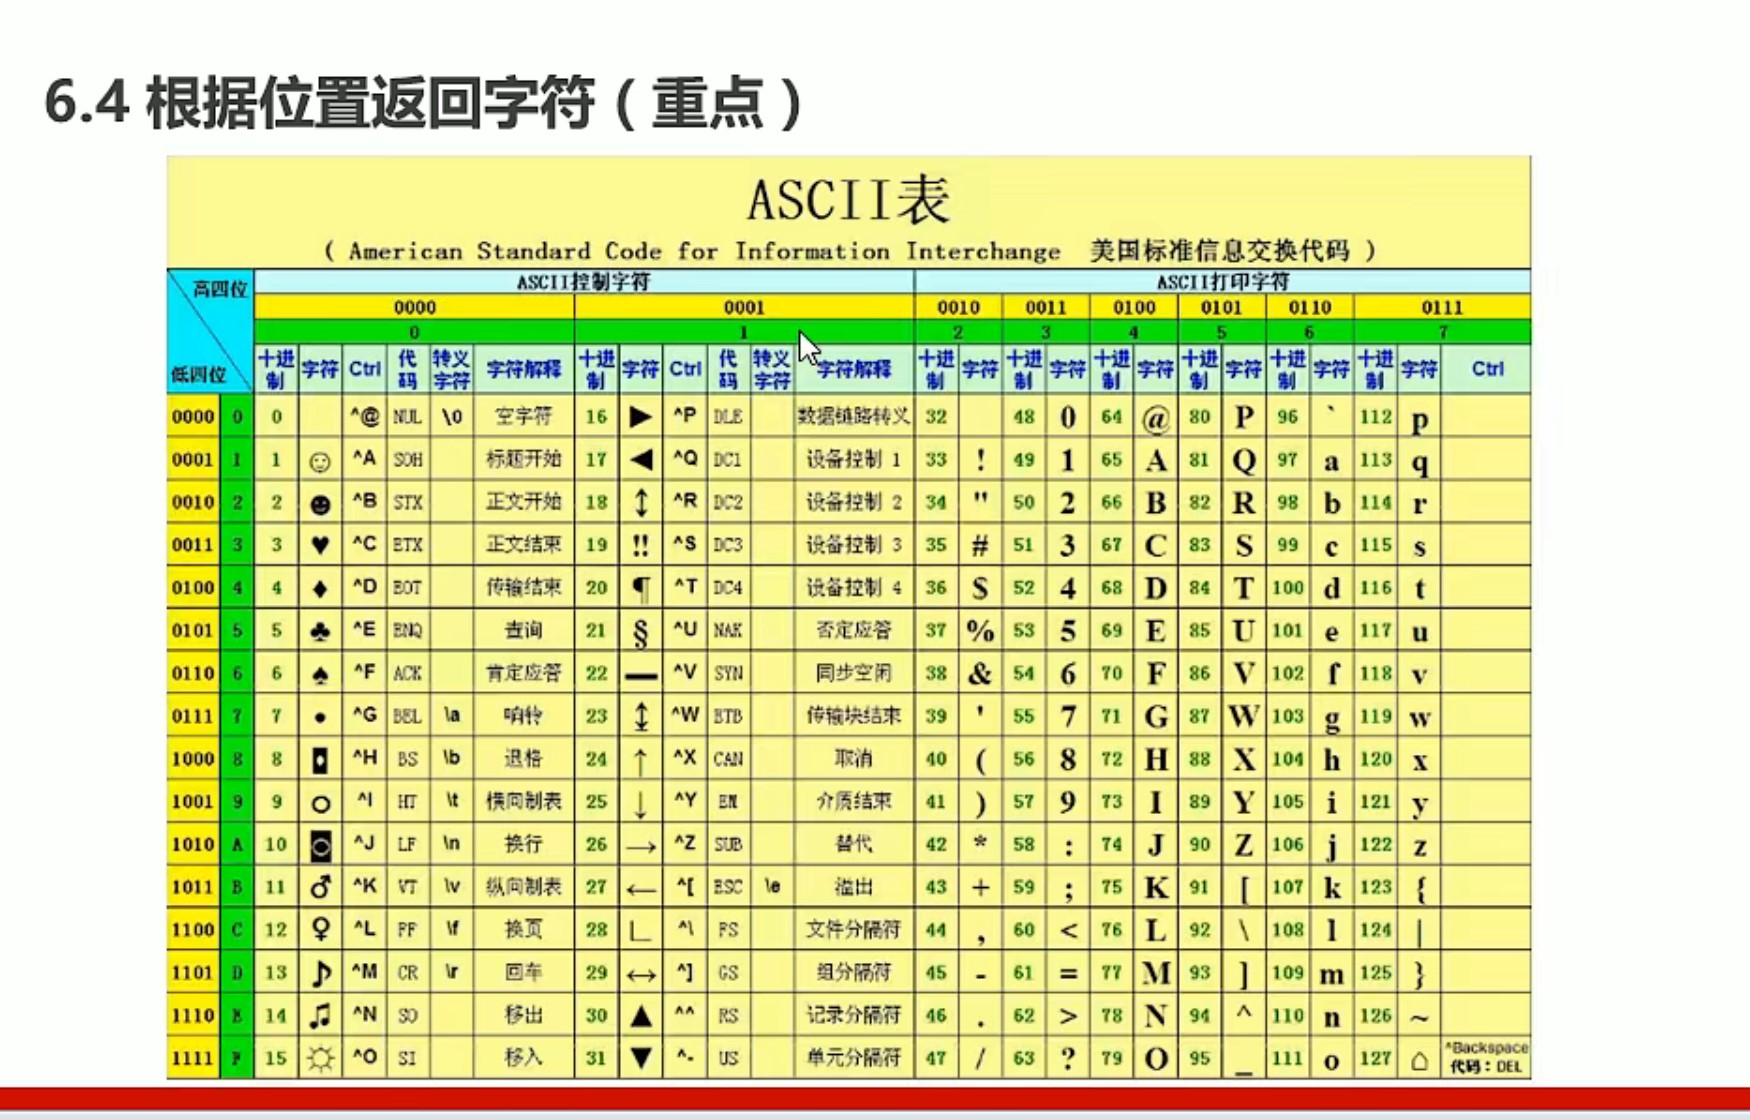 6.4 根据位置返回字符（重点）
ASCII表
( American Standard Code for Information Interchange 美国标准信息交换代码 )
高四位 ASCII控制字符 ASCII打印字符
0000 0001 0010 0011 0100 0101 0110 0111
0 1 2 3 4 5 6 7
低四位 十进制 字符 Ctrl 代码 转义字符 字符解释 十进制 字符 Ctrl 代码 转义字符 字符解释 十进制 字符 十进制 字符 十进制 字符 十进制 字符 十进制 字符 十进制 字符 Ctrl
0000 0 0 ^@ NUL \0 空字符 16 ► ^P DLE 数据链路转义 32 48 0 64 @ 80 P 96 ` 112 p
0001 1 1 ☺ ^A SOH 标题开始 17 ◄ ^Q DC1 设备控制 1 33 ! 49 1 65 A 81 Q 97 a 113 q
0010 2 2 ☻ ^B STX 正文开始 18 ↕ ^R DC2 设备控制 2 34 " 50 2 66 B 82 R 98 b 114 r
0011 3 3 ♥ ^C ETX 正文结束 19 ‼ ^S DC3 设备控制 3 35 # 51 3 67 C 83 S 99 c 115 s
0100 4 4 ♦ ^D EOT 传输结束 20 ¶ ^T DC4 设备控制 4 36 $ 52 4 68 D 84 T 100 d 116 t
0101 5 5 ♣ ^E ENQ 查询 21 § ^U NAK 否定应答 37 % 53 5 69 E 85 U 101 e 117 u
0110 6 6 ♠ ^F ACK 肯定应答 22 ▬ ^V SYN 同步空闲 38 & 54 6 70 F 86 V 102 f 118 v
0111 7 7 • ^G BEL \a 响铃 23 ↨ ^W ETB 传输块结束 39 ' 55 7 71 G 87 W 103 g 119 w
1000 8 8 ◘ ^H BS \b 退格 24 ↑ ^X CAN 取消 40 ( 56 8 72 H 88 X 104 h 120 x
1001 9 9 ○ ^I HT \t 横向制表 25 ↓ ^Y EM 介质结束 41 ) 57 9 73 I 89 Y 105 i 121 y
1010 A 10 ◙ ^J LF \n 换行 26 → ^Z SUB 替代 42 * 58 : 74 J 90 Z 106 j 122 z
1011 B 11 ♂ ^K VT \v 纵向制表 27 ← ^[ ESC \e 溢出 43 + 59 ; 75 K 91 [ 107 k 123 {
1100 C 12 ♀ ^L FF \f 换页 28 ∟ ^\ FS 文件分隔符 44 , 60 < 76 L 92 \ 108 l 124 |
1101 D 13 ♪ ^M CR \r 回车 29 ↔ ^] GS 组分隔符 45 - 61 = 77 M 93 ] 109 m 125 }
1110 E 14 ♫ ^N SO 移出 30 ▲ ^^ RS 记录分隔符 46 . 62 > 78 N 94 ^ 110 n 126 ~
1111 F 15 ☼ ^O SI 移入 31 ▼ ^- US 单元分隔符 47 / 63 ? 79 O 95 _ 111 o 127 ⌂ ^Backspace 代码：DEL